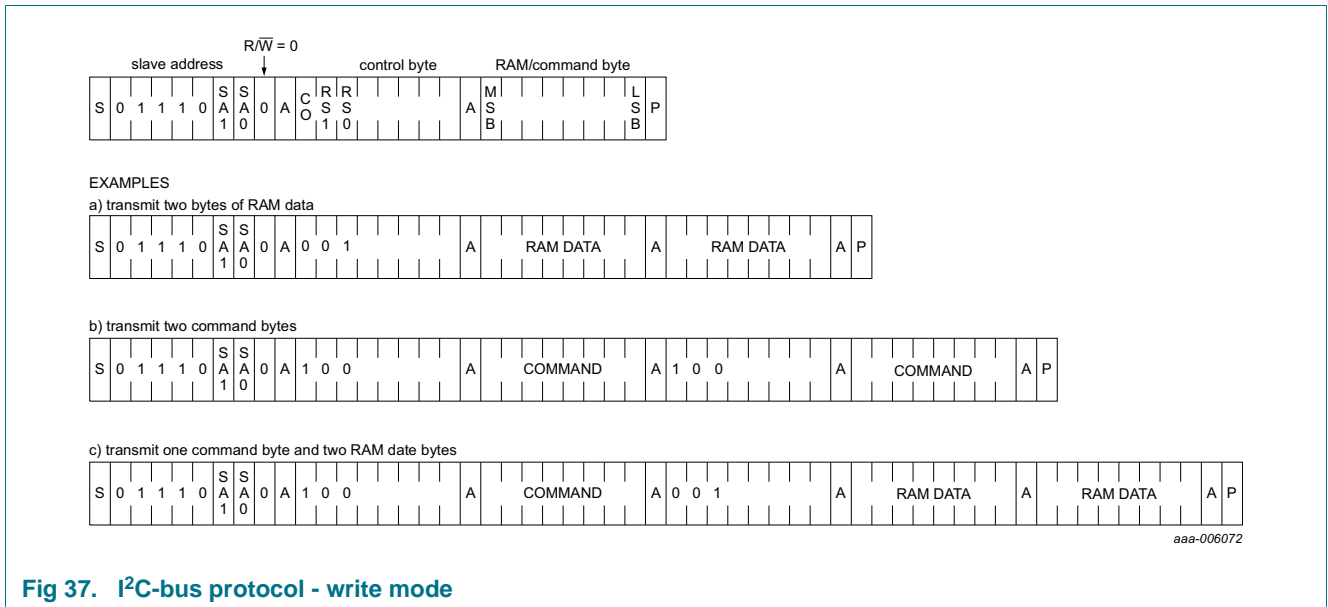 R/W̅ = 0
slave address control byte RAM/command byte
S 0 1 1 1 0 SA1 SA0 0 A CO RS1 RS0 A MSB LSB P
EXAMPLES
a) transmit two bytes of RAM data
S 0 1 1 1 0 SA1 SA0 0 A 0 0 1 A RAM DATA A RAM DATA A P
b) transmit two command bytes
S 0 1 1 1 0 SA1 SA0 0 A 1 0 0 A COMMAND A 1 0 0 A COMMAND A P
c) transmit one command byte and two RAM date bytes
S 0 1 1 1 0 SA1 SA0 0 A 1 0 0 A COMMAND A 0 0 1 A RAM DATA A RAM DATA A P
aaa-006072
Fig 37. I²C-bus protocol - write mode